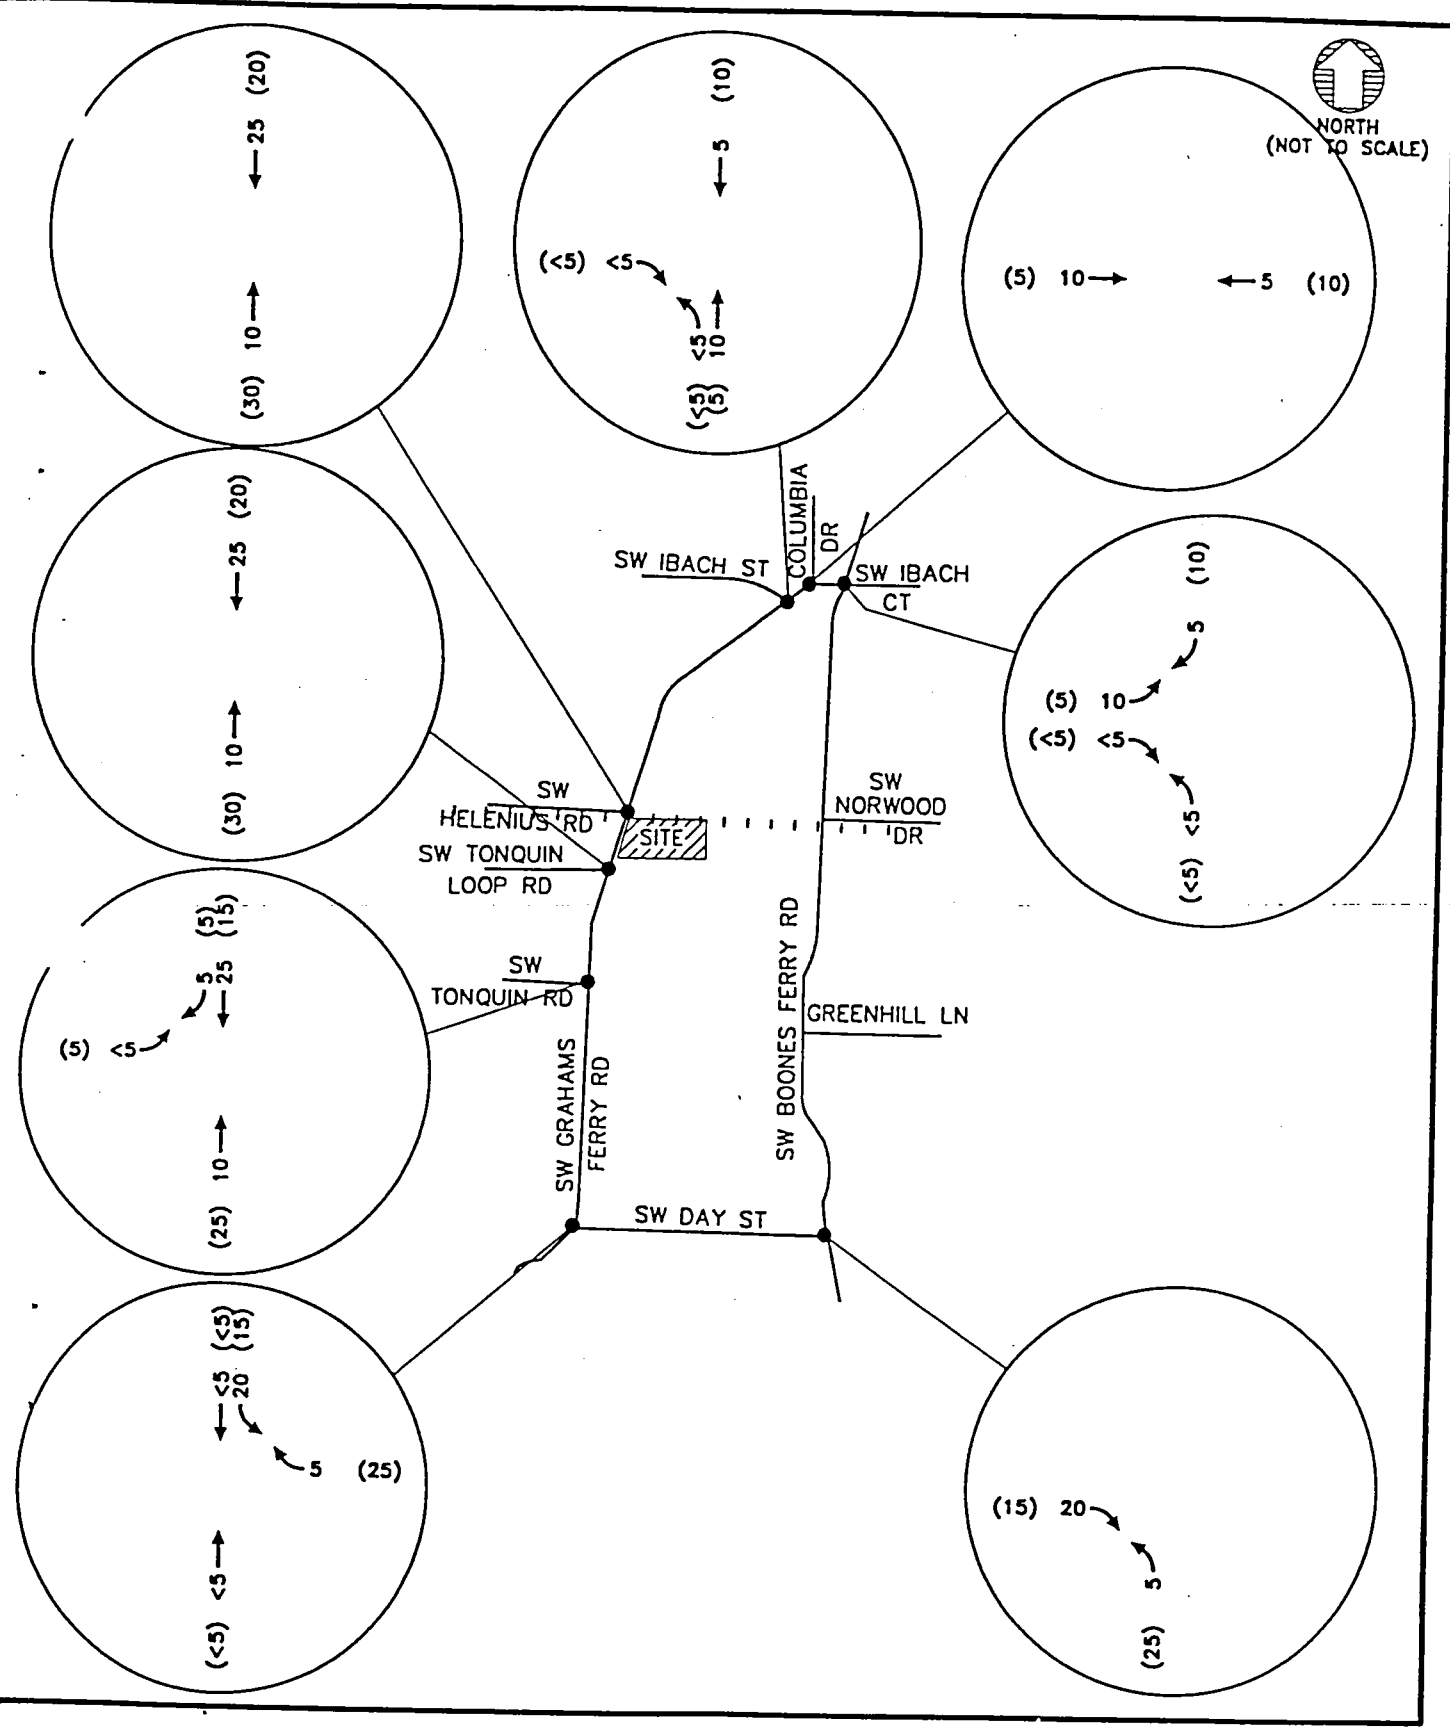 NORTH
(NOT TO SCALE)
25 (20)
(30) 10
5 (10)
(<5) <5
(<5) <5
(5) 10
(5) 10
5 (10)
25 (20)
(30) 10
SW IBACH ST
COLUMBIA
DR
SW IBACH
CT
5 (10)
(5) 10
(<5) <5
(<5) <5
SW
HELENIUS RD
SITE
SW
NORWOOD
DR
SW TONQUIN
LOOP RD
5 (5)
25 (15)
(5) <5
(25) 10
SW
TONQUIN RD
SW GRAHAMS
FERRY RD
SW BOONES FERRY RD
GREENHILL LN
SW DAY ST
<5 (<5)
20 (15)
5 (25)
(<5) <5
(15) 20
(25) 5